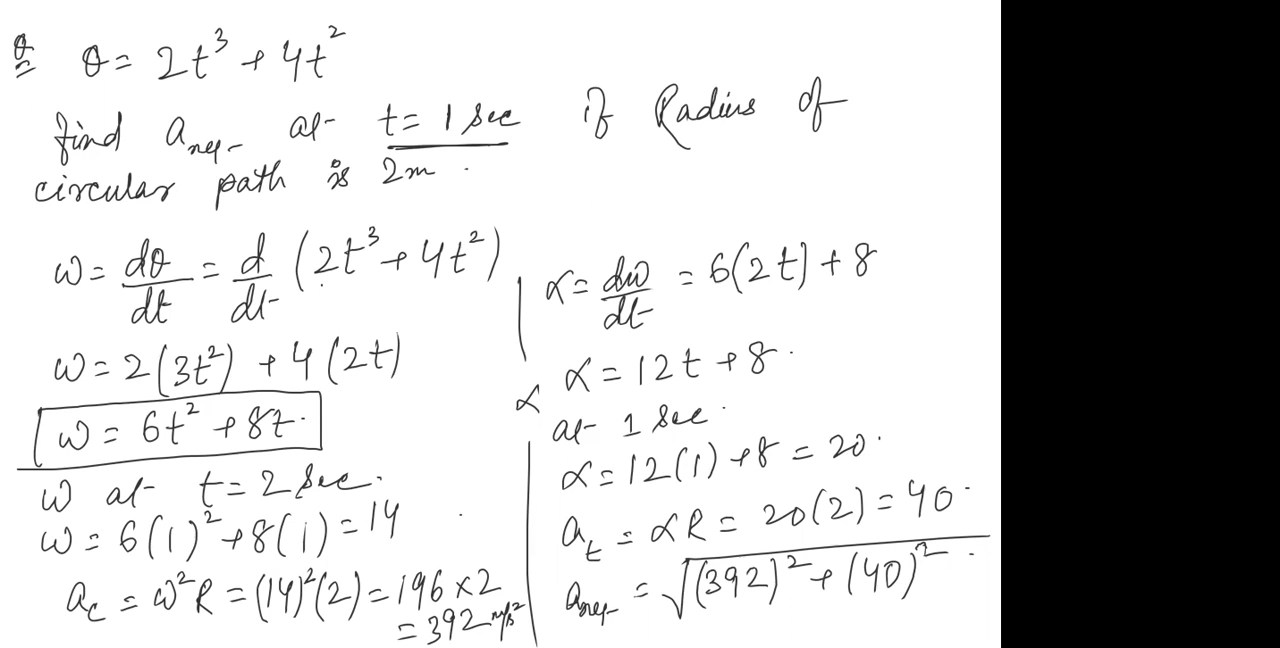 Q θ = 2t³ + 4t²
find a_net at t = 1 sec if Radius of
circular path is 2m.
ω = dθ/dt = d/dt (2t³ + 4t²)
ω = 2(3t²) + 4(2t)
ω = 6t² + 8t.
ω at t = 2 sec.
ω = 6(1)² + 8(1) = 14
a_c = ω²R = (14)²(2) = 196 × 2
= 392 m/s²
α = dω/dt = 6(2t) + 8
α α = 12t + 8.
at 1 sec.
α = 12(1) + 8 = 20.
a_t = αR = 20(2) = 40.
a_net = √((392)² + (40)²).